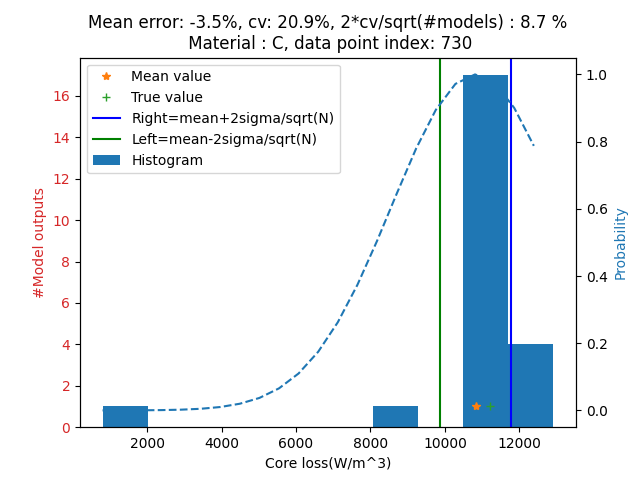 Mean error: -3.5%, cv: 20.9%, 2*cv/sqrt(#models) : 8.7 %
Material : C, data point index: 730
Mean value
True value
Right=mean+2sigma/sqrt(N)
Left=mean-2sigma/sqrt(N)
Histogram
#Model outputs
16
14
12
10
8
6
4
2
0
1.0
0.8
0.6
0.4
0.2
0.0
Probability
2000 4000 6000 8000 10000 12000
Core loss(W/m^3)